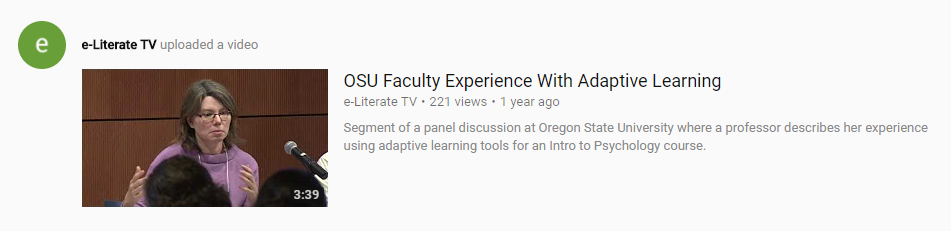 e
e-Literate TV uploaded a video
OSU Faculty Experience With Adaptive Learning
e-Literate TV • 221 views • 1 year ago
Segment of a panel discussion at Oregon State University where a professor describes her experience
using adaptive learning tools for an Intro to Psychology course.
3:39